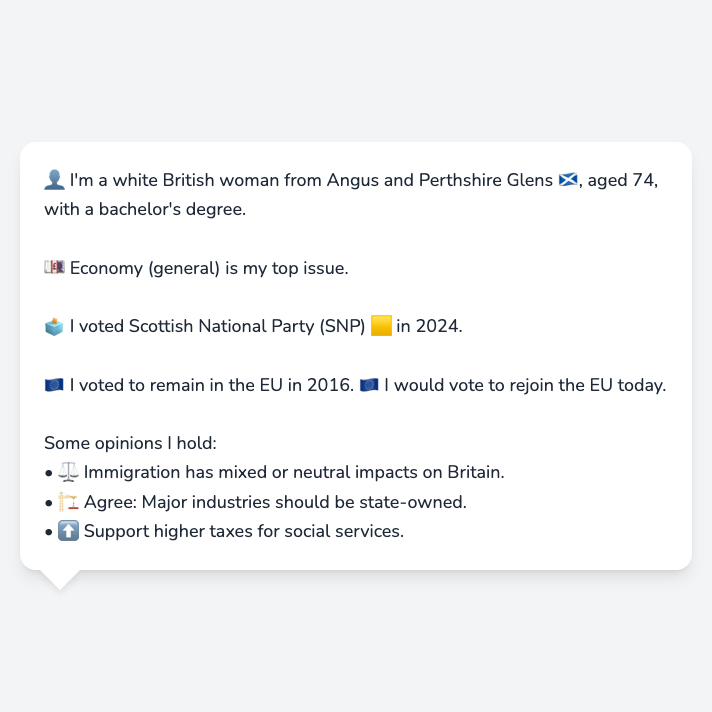 👤 I'm a white British woman from Angus and Perthshire Glens 🏴󠁧󠁢󠁳󠁣󠁴󠁿, aged 74,
with a bachelor's degree.
💷 Economy (general) is my top issue.
🗳️ I voted Scottish National Party (SNP) 🟨 in 2024.
🇪🇺 I voted to remain in the EU in 2016. 🇪🇺 I would vote to rejoin the EU today.
Some opinions I hold:
• ⚖️ Immigration has mixed or neutral impacts on Britain.
• 🏗️ Agree: Major industries should be state-owned.
• ⬆️ Support higher taxes for social services.